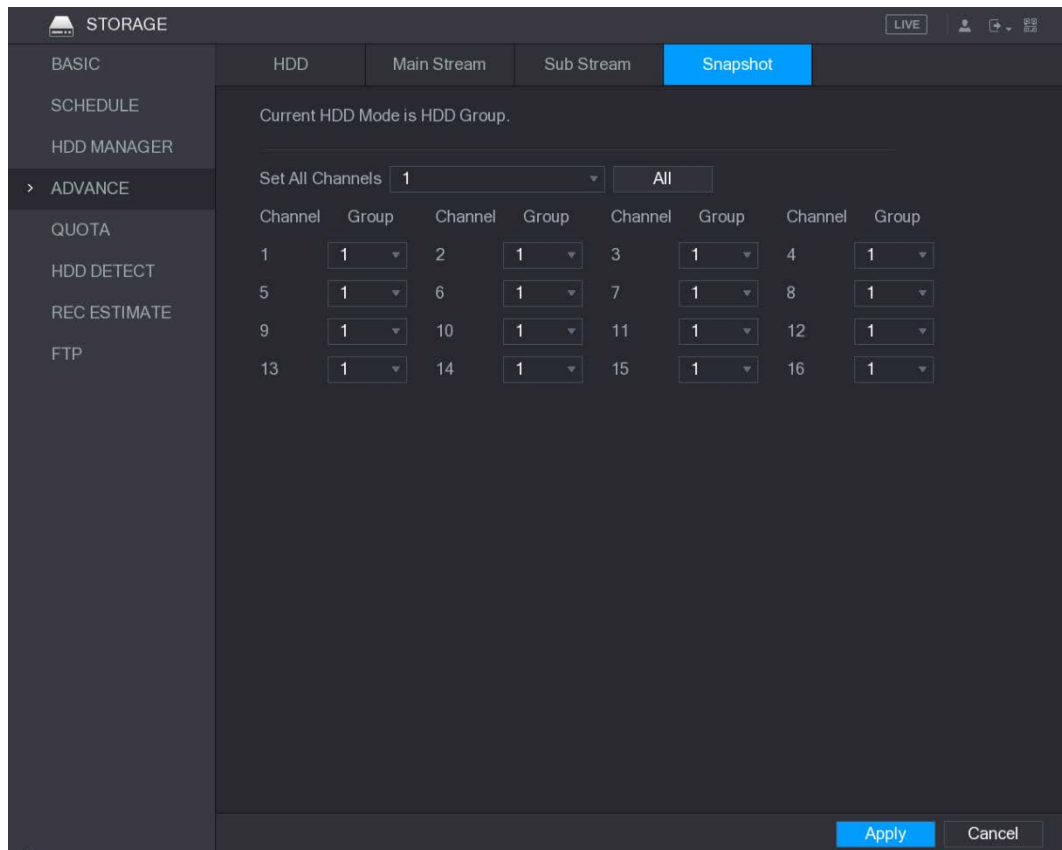 STORAGE LIVE
BASIC
SCHEDULE
HDD MANAGER
> ADVANCE
QUOTA
HDD DETECT
REC ESTIMATE
FTP
HDD Main Stream Sub Stream Snapshot
Current HDD Mode is HDD Group.
Set All Channels 1 All
Channel Group Channel Group Channel Group Channel Group
1 1 2 1 3 1 4 1
5 1 6 1 7 1 8 1
9 1 10 1 11 1 12 1
13 1 14 1 15 1 16 1
Apply Cancel